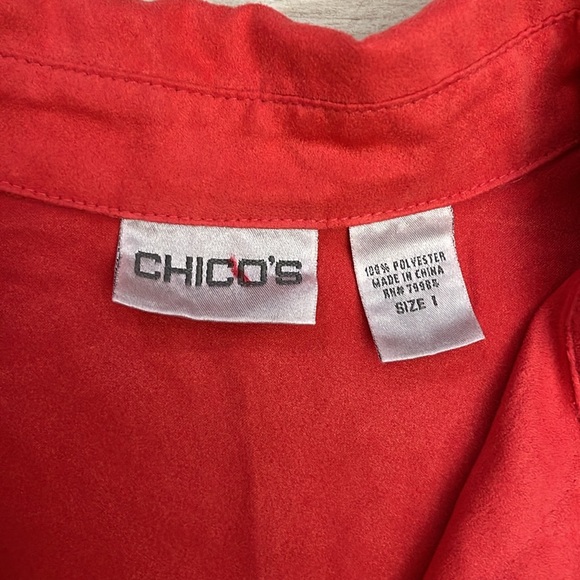 CHICO'S
100% POLYESTER
MADE IN CHINA
RN# 79984
SIZE 1